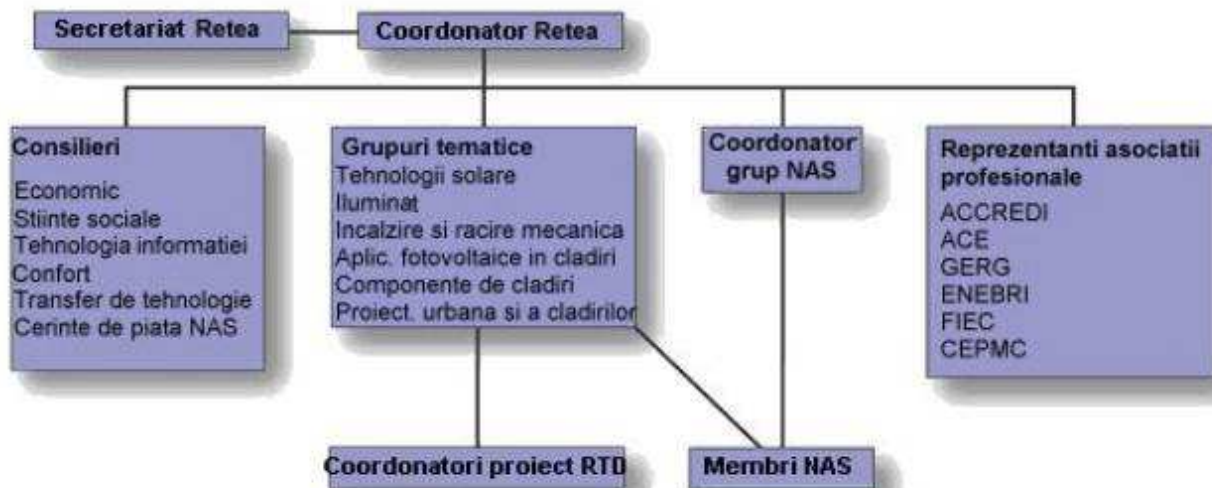 Secretariat Retea
Coordonator Retea
Consilieri
Economic
Stiinte sociale
Tehnologia informatiei
Confort
Transfer de tehnologie
Cerinte de piata NAS
Grupuri tematice
Tehnologii solare
Iluminat
Incalzire si racire mecanica
Aplic. fotovoltaice in cladiri
Componente de cladiri
Proiect. urbana si a cladirilor
Coordonator
grup NAS
Reprezentanti asociatii
profesionale
ACCREDI
ACE
GERG
ENEBRI
FIEC
CEPMC
Coordonatori proiect RTD
Membri NAS